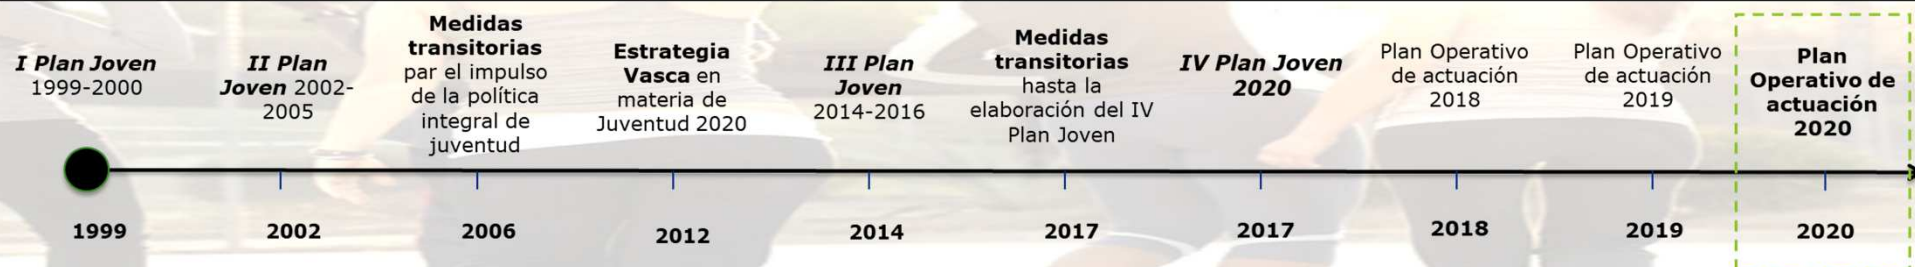 I Plan Joven
1999-2000
II Plan
Joven 2002-
2005
Medidas
transitorias
par el impulso
de la política
integral de
juventud
Estrategia
Vasca en
materia de
Juventud 2020
III Plan
Joven
2014-2016
Medidas
transitorias
hasta la
elaboración del IV
Plan Joven
IV Plan Joven
2020
Plan Operativo
de actuación
2018
Plan Operativo
de actuación
2019
Plan
Operativo de
actuación
2020
1999
2002
2006
2012
2014
2017
2017
2018
2019
2020